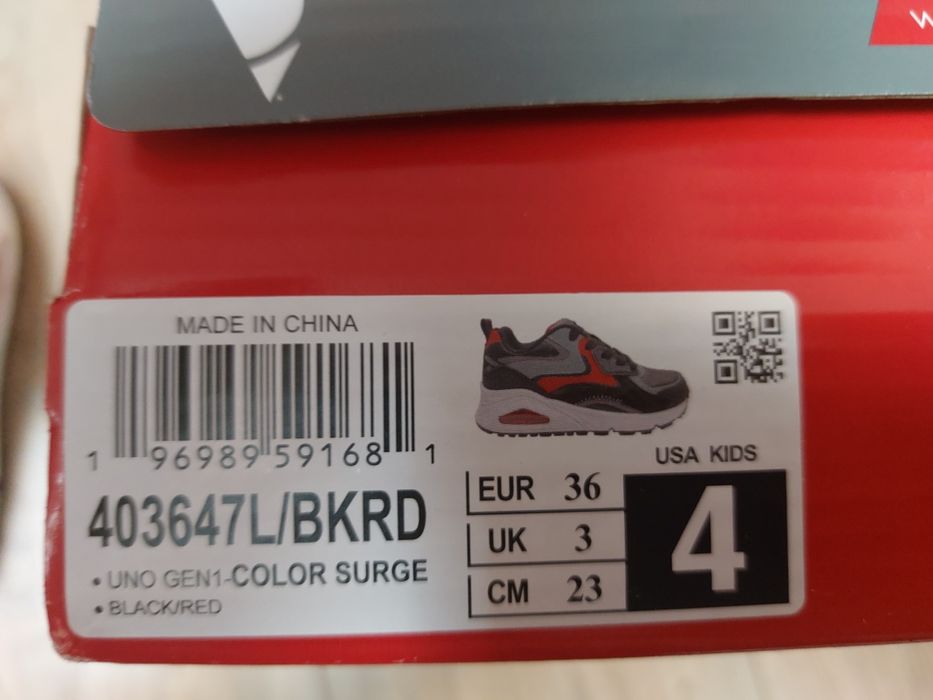 MADE IN CHINA
1 96989 59168 1
403647L/BKRD
• UNO GEN1-COLOR SURGE
• BLACK/RED
USA KIDS
EUR 36
UK 3
CM 23
4